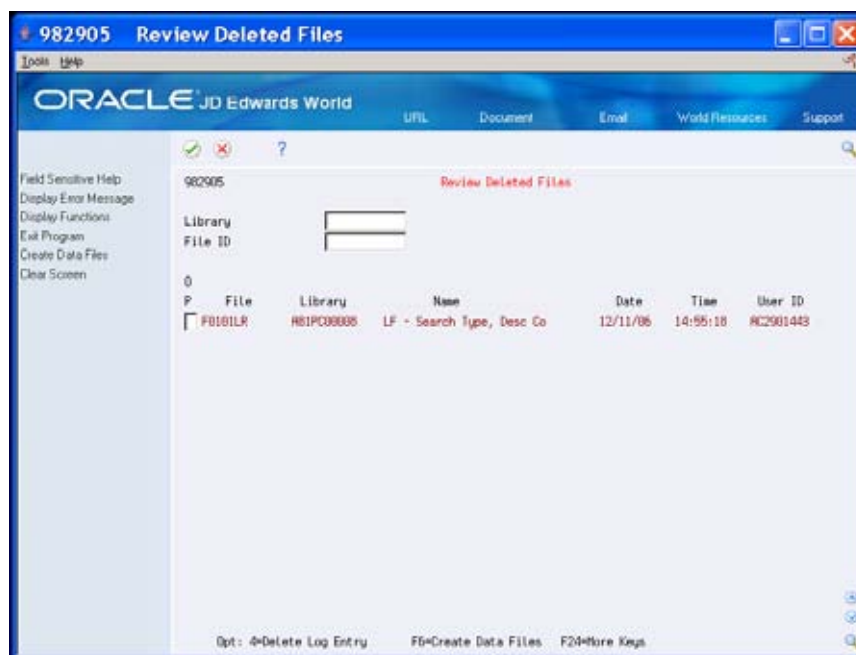 982905 Review Deleted Files
Tools Help
ORACLE JD Edwards World
URL Document Email World Resources Support
Field Sensitive Help
Display Error Message
Display Functions
Exit Program
Create Data Files
Clear Screen
982905 Review Deleted Files
Library
File ID
O
P File Library Name Date Time User ID
F0101LR LF - Search Type, Desc Co 12/11/06 14:55:18 AC2901443
Opt: 4=Delete Log Entry F6=Create Data Files F24=More Keys